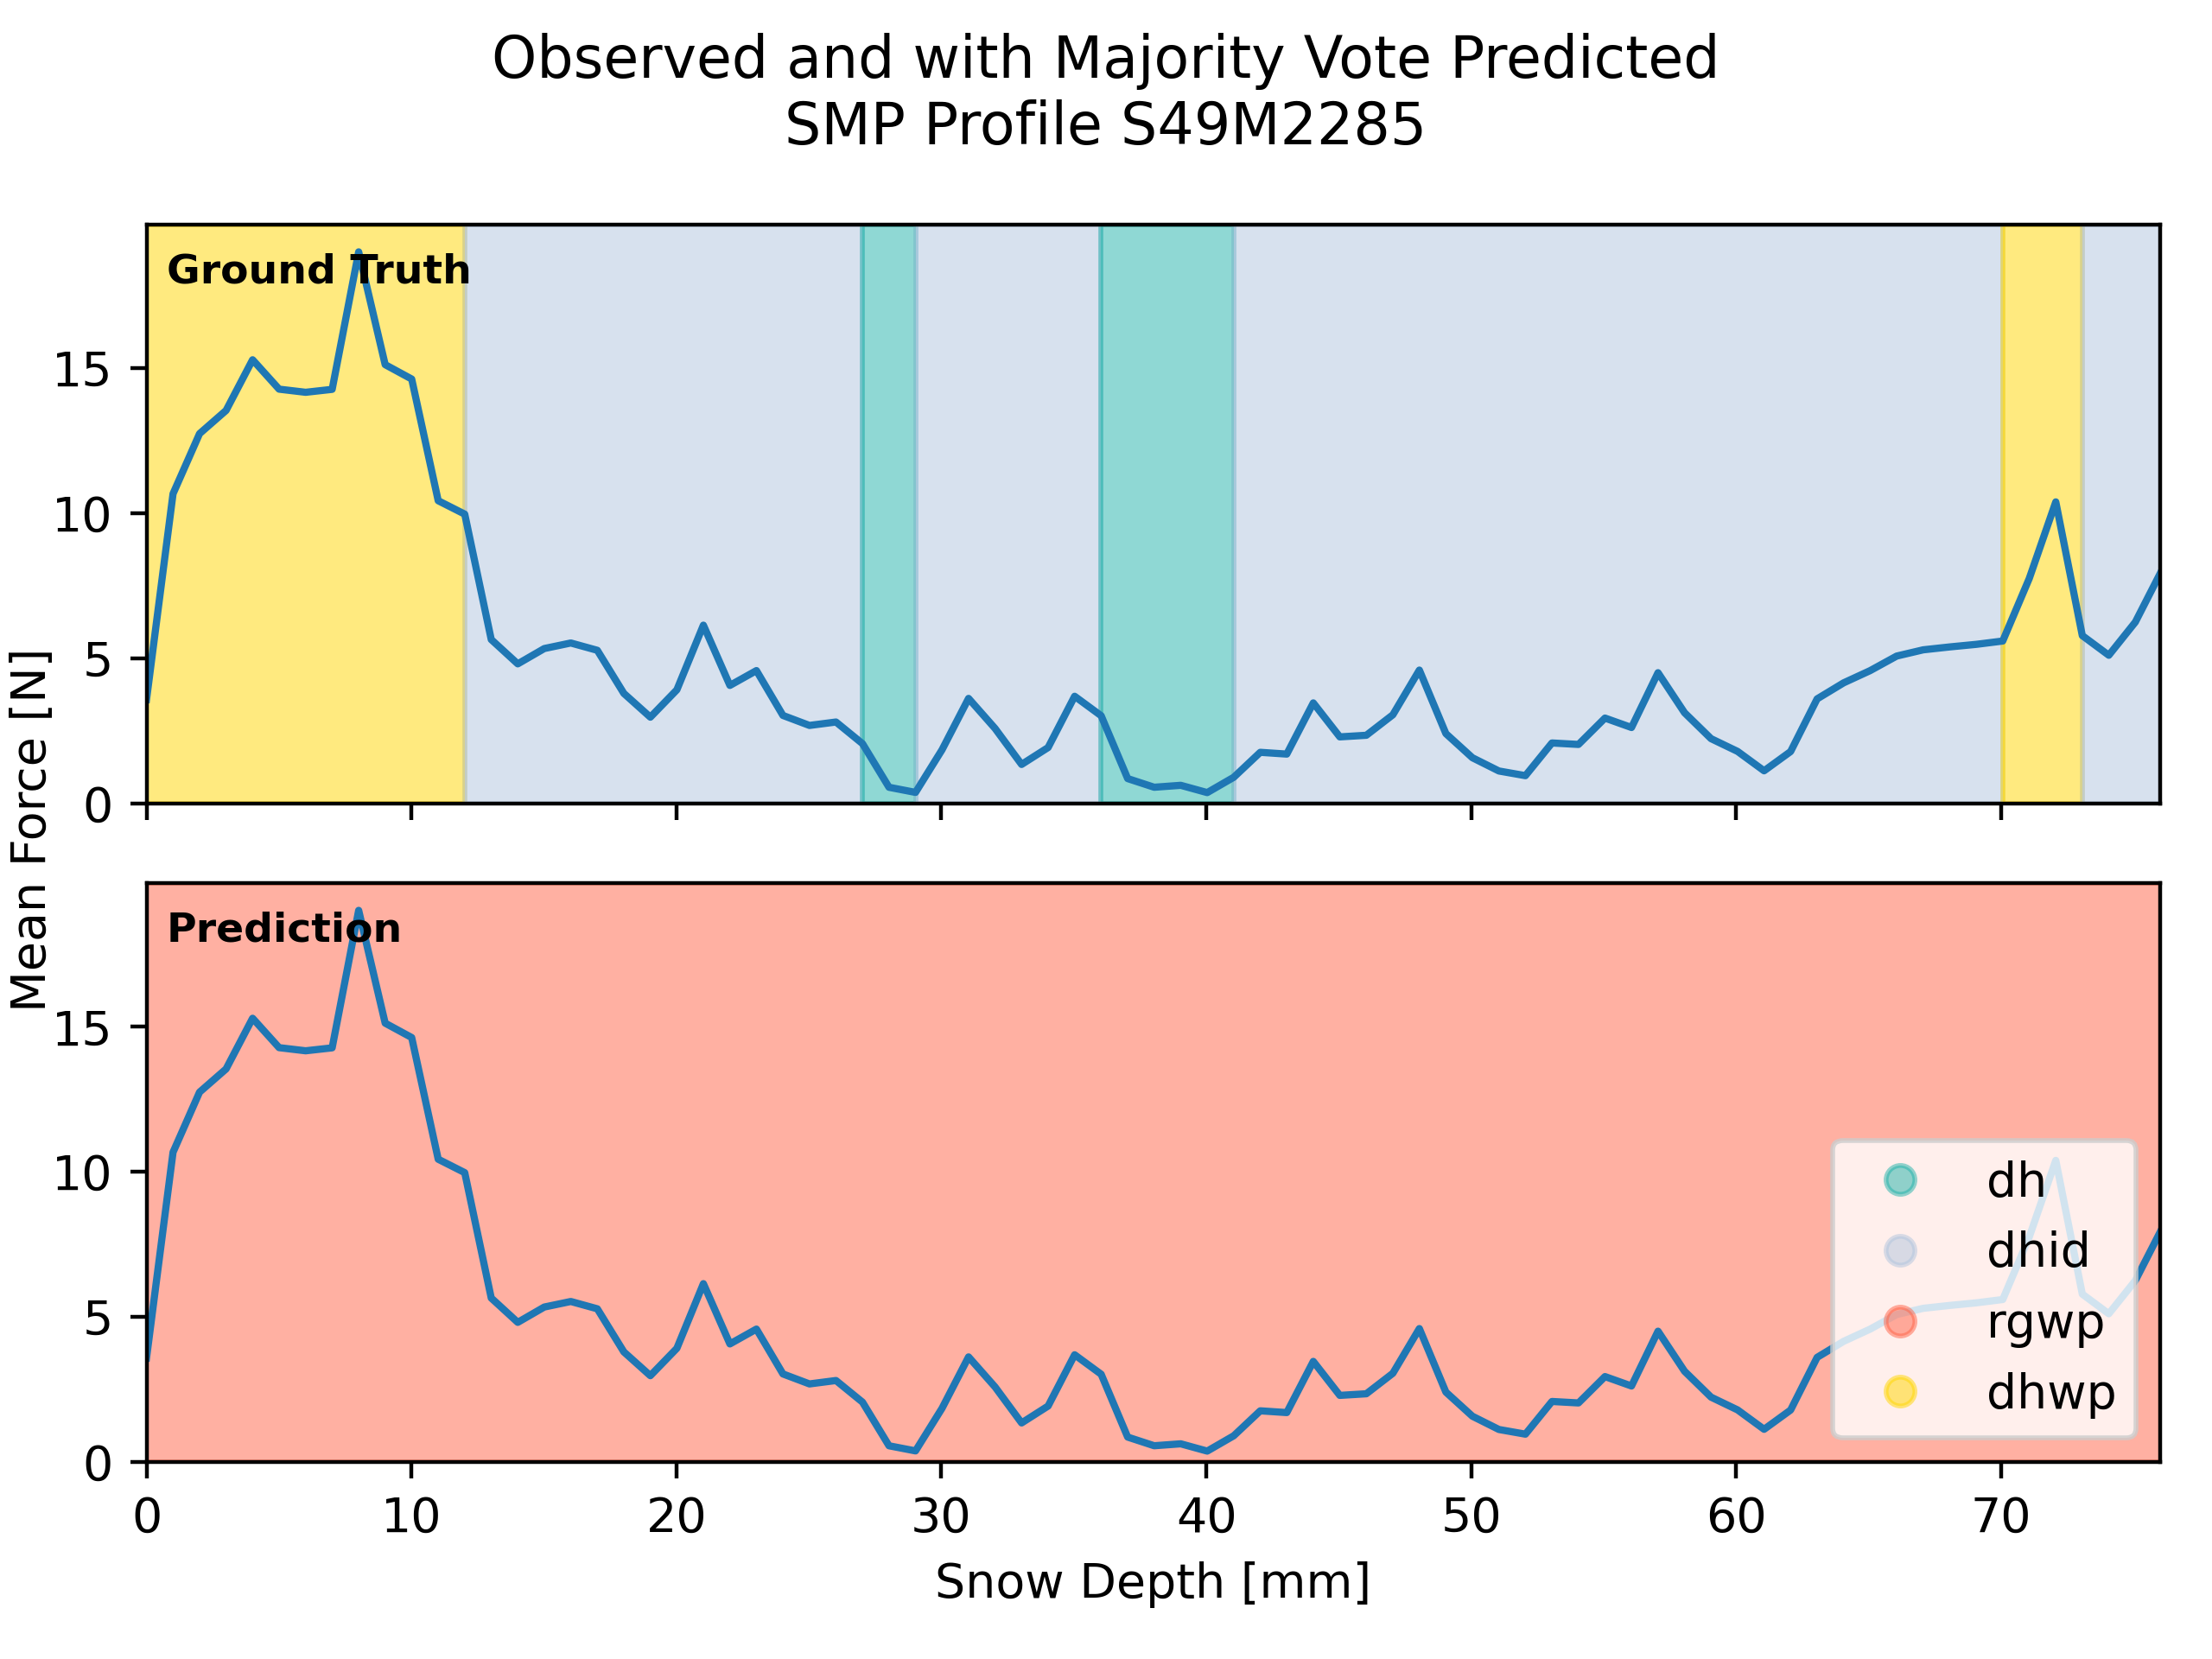 Observed and with Majority Vote Predicted
SMP Profile S49M2285
Ground Truth
15
10
5
0
Mean Force [N]
Prediction
15
10
5
0
dh
dhid
rgwp
dhwp
0 10 20 30 40 50 60 70
Snow Depth [mm]